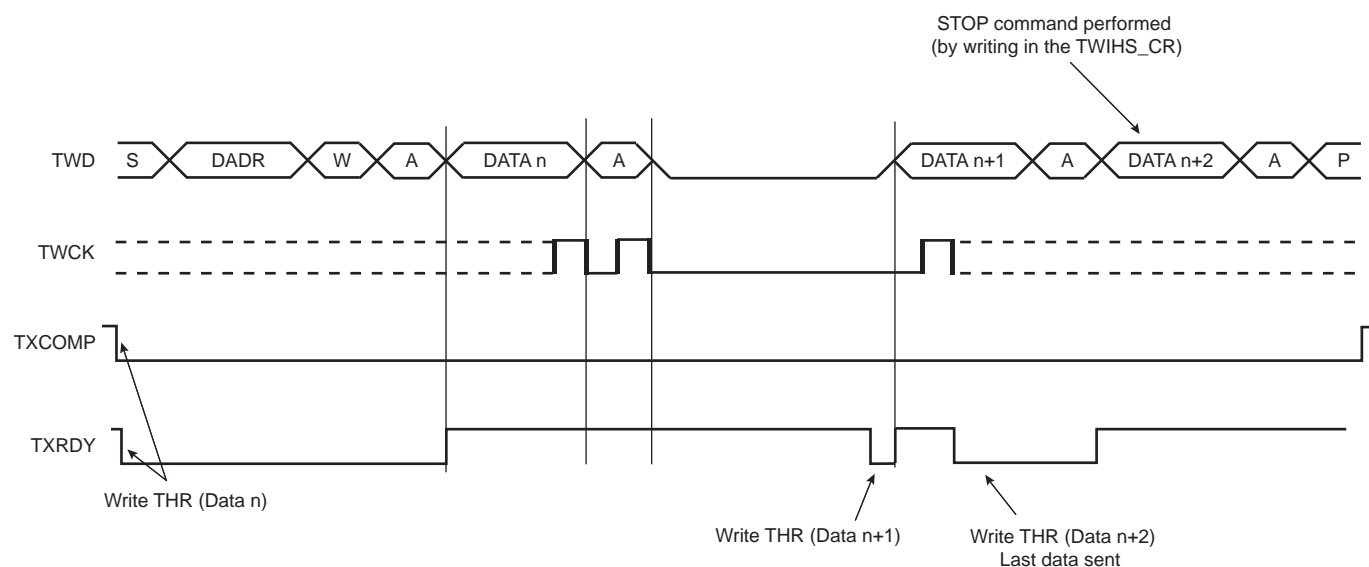 STOP command performed
(by writing in the TWIHS_CR)
TWD S DADR W A DATA n A DATA n+1 A DATA n+2 A P
TWCK
TXCOMP
TXRDY
Write THR (Data n)
Write THR (Data n+1)
Write THR (Data n+2)
Last data sent